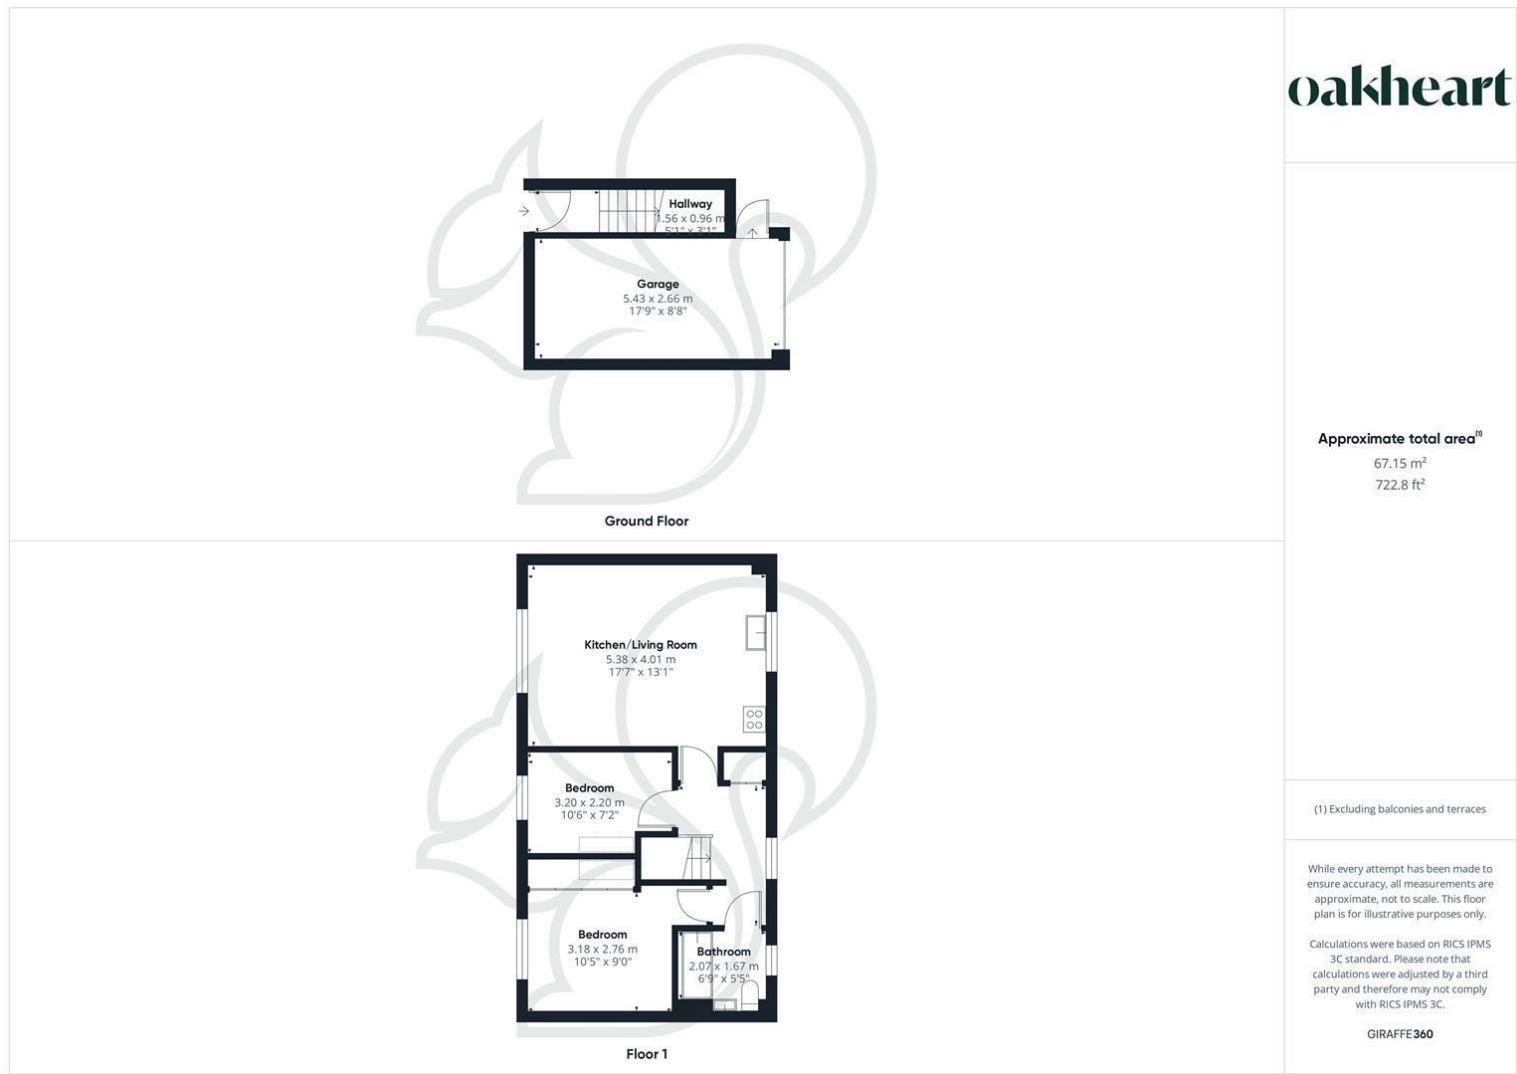 oakheart
Hallway
1.56 x 0.96 m
5'1" x 3'1"
Garage
5.43 x 2.66 m
17'9" x 8'8"
Ground Floor
Approximate total area(1)
67.15 m²
722.8 ft²
Kitchen/Living Room
5.38 x 4.01 m
17'7" x 13'1"
Bedroom
3.20 x 2.20 m
10'6" x 7'2"
Bedroom
3.18 x 2.76 m
10'5" x 9'0"
Bathroom
2.07 x 1.67 m
6'9" x 5'5"
Floor 1
(1) Excluding balconies and terraces
While every attempt has been made to
ensure accuracy, all measurements are
approximate, not to scale. This floor
plan is for illustrative purposes only.
Calculations were based on RICS IPMS
3C standard. Please note that
calculations were adjusted by a third
party and therefore may not comply
with RICS IPMS 3C.
GIRAFFE360